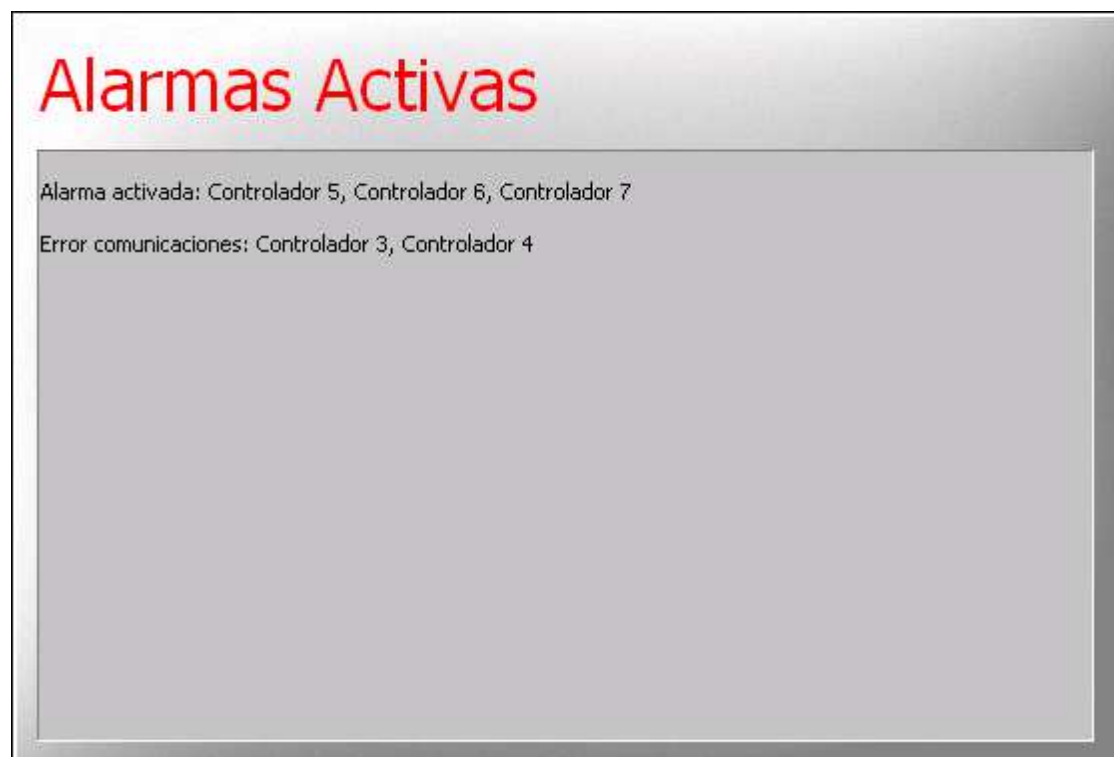 Alarmas Activas
Alarma activada: Controlador 5, Controlador 6, Controlador 7
Error comunicaciones: Controlador 3, Controlador 4